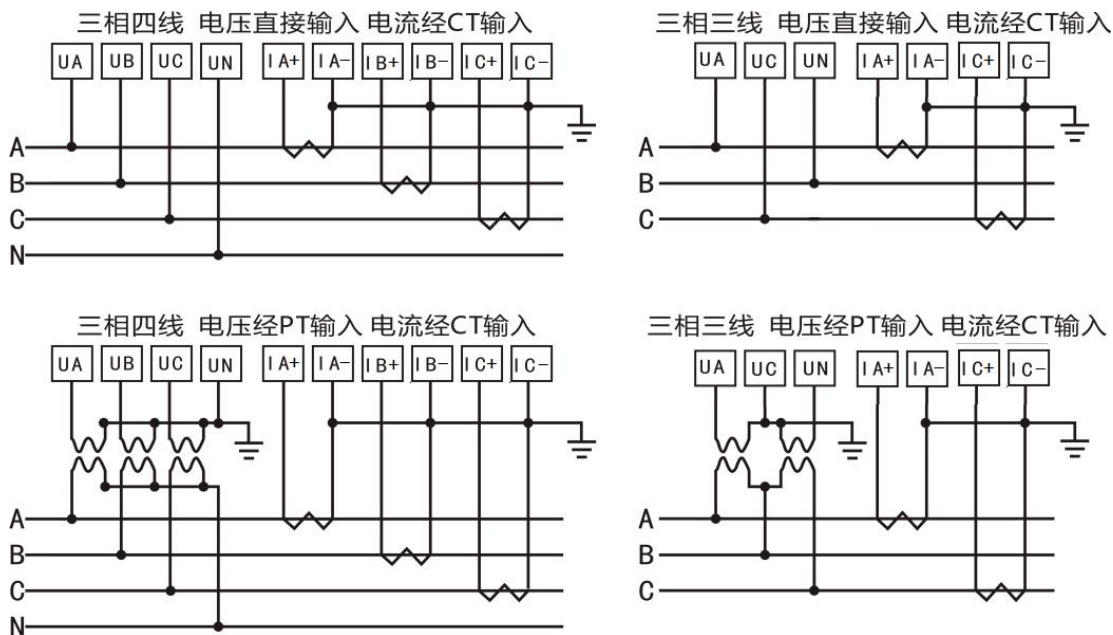 三相四线 电压直接输入 电流经CT输入
UA UB UC UN IA+ IA- IB+ IB- IC+ IC-
A
B
C
N
三相三线 电压直接输入 电流经CT输入
UA UC UN IA+ IA- IC+ IC-
A
B
C
三相四线 电压经PT输入 电流经CT输入
UA UB UC UN IA+ IA- IB+ IB- IC+ IC-
A
B
C
N
三相三线 电压经PT输入 电流经CT输入
UA UC UN IA+ IA- IC+ IC-
A
B
C